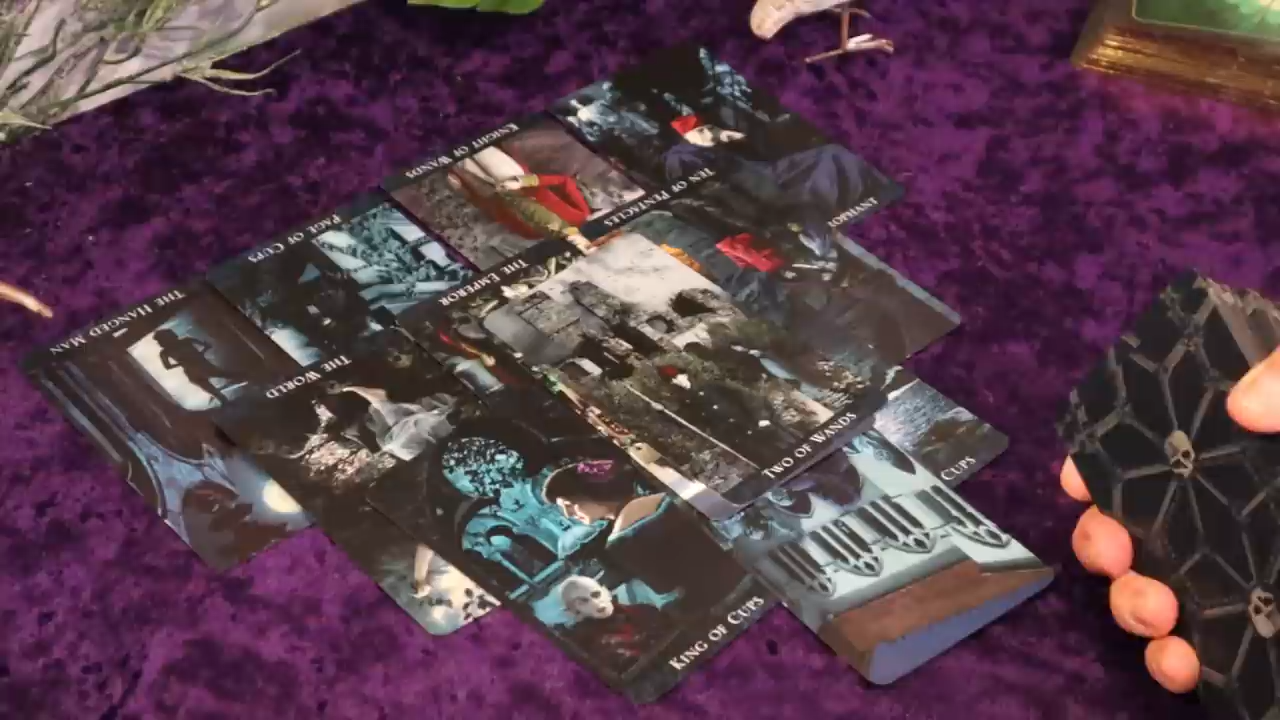 KNIGHT OF WANDS
TEN OF PENTACLES
PAGE OF CUPS
THE EMPEROR
THE HANGED MAN
THE WORLD
TWO OF WANDS
CUPS
KING OF CUPS